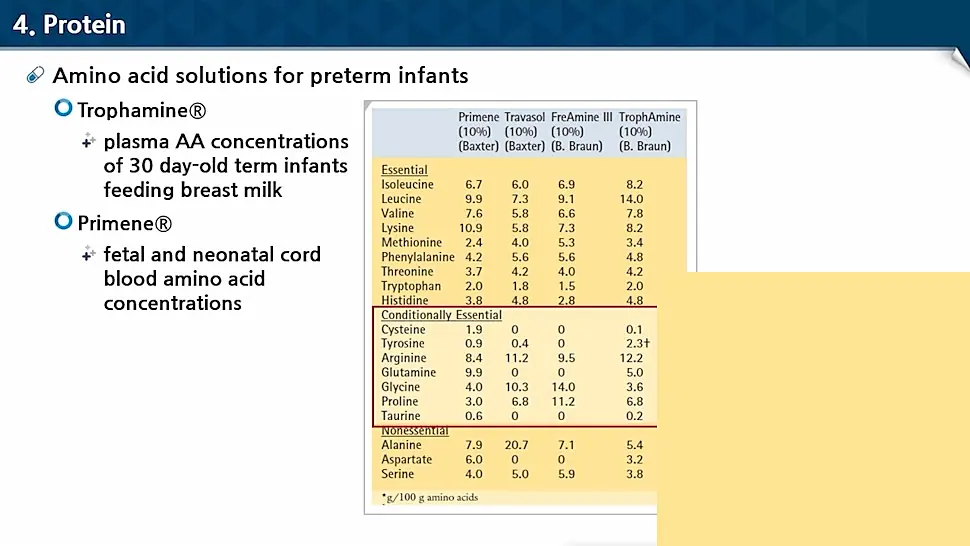 4. Protein
Amino acid solutions for preterm infants
Trophamine®
plasma AA concentrations
of 30 day-old term infants
feeding breast milk
Primene®
fetal and neonatal cord
blood amino acid
concentrations
Primene Travasol FreAmine III TrophAmine
(10%) (10%) (10%) (10%)
(Baxter) (Baxter) (B. Braun) (B. Braun)
Essential
Isoleucine 6.7 6.0 6.9 8.2
Leucine 9.9 7.3 9.1 14.0
Valine 7.6 5.8 6.6 7.8
Lysine 10.9 5.8 7.3 8.2
Methionine 2.4 4.0 5.3 3.4
Phenylalanine 4.2 5.6 5.6 4.8
Threonine 3.7 4.2 4.0 4.2
Tryptophan 2.0 1.8 1.5 2.0
Histidine 3.8 4.8 2.8 4.8
Conditionally Essential
Cysteine 1.9 0 0 0.1
Tyrosine 0.9 0.4 0 2.3†
Arginine 8.4 11.2 9.5 12.2
Glutamine 9.9 0 0 5.0
Glycine 4.0 10.3 14.0 3.6
Proline 3.0 6.8 11.2 6.8
Taurine 0.6 0 0 0.2
Nonessential
Alanine 7.9 20.7 7.1 5.4
Aspartate 6.0 0 0 3.2
Serine 4.0 5.0 5.9 3.8
*g/100 g amino acids